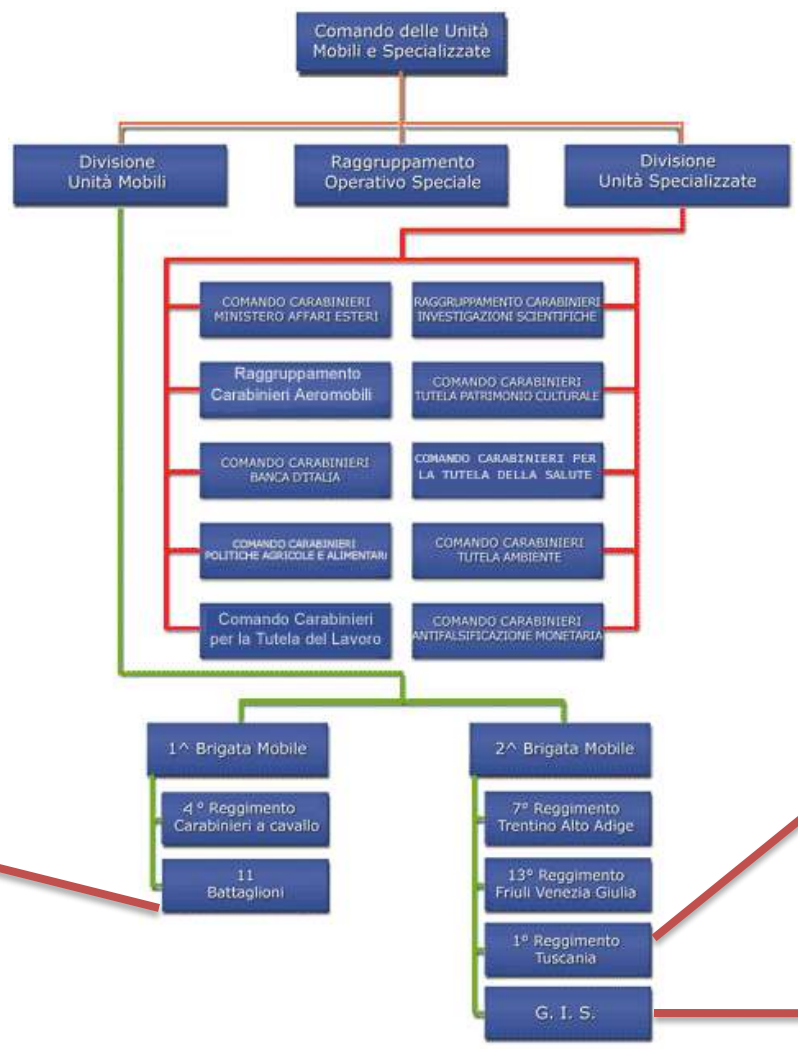 Comando delle Unità
Mobili e Specializzate
Divisione
Unità Mobili
Raggruppamento
Operativo Speciale
Divisione
Unità Specializzate
COMANDO CARABINIERI
MINISTERO AFFARI ESTERI
RAGGRUPPAMENTO CARABINIERI
INVESTIGAZIONI SCIENTIFICHE
Raggruppamento
Carabinieri Aeromobili
COMANDO CARABINIERI
TUTELA PATRIMONIO CULTURALE
COMANDO CARABINIERI
BANCA D'ITALIA
COMANDO CARABINIERI PER
LA TUTELA DELLA SALUTE
COMANDO CARABINIERI
POLITICHE AGRICOLE E ALIMENTARI
COMANDO CARABINIERI
TUTELA AMBIENTE
Comando Carabinieri
per la Tutela del Lavoro
COMANDO CARABINIERI
ANTIFALSIFICAZIONE MONETARIA
1^ Brigata Mobile
2^ Brigata Mobile
4° Reggimento
Carabinieri a cavallo
7° Reggimento
Trentino Alto Adige
11
Battaglioni
13° Reggimento
Friuli Venezia Giulia
1° Reggimento
Tuscania
G. I. S.